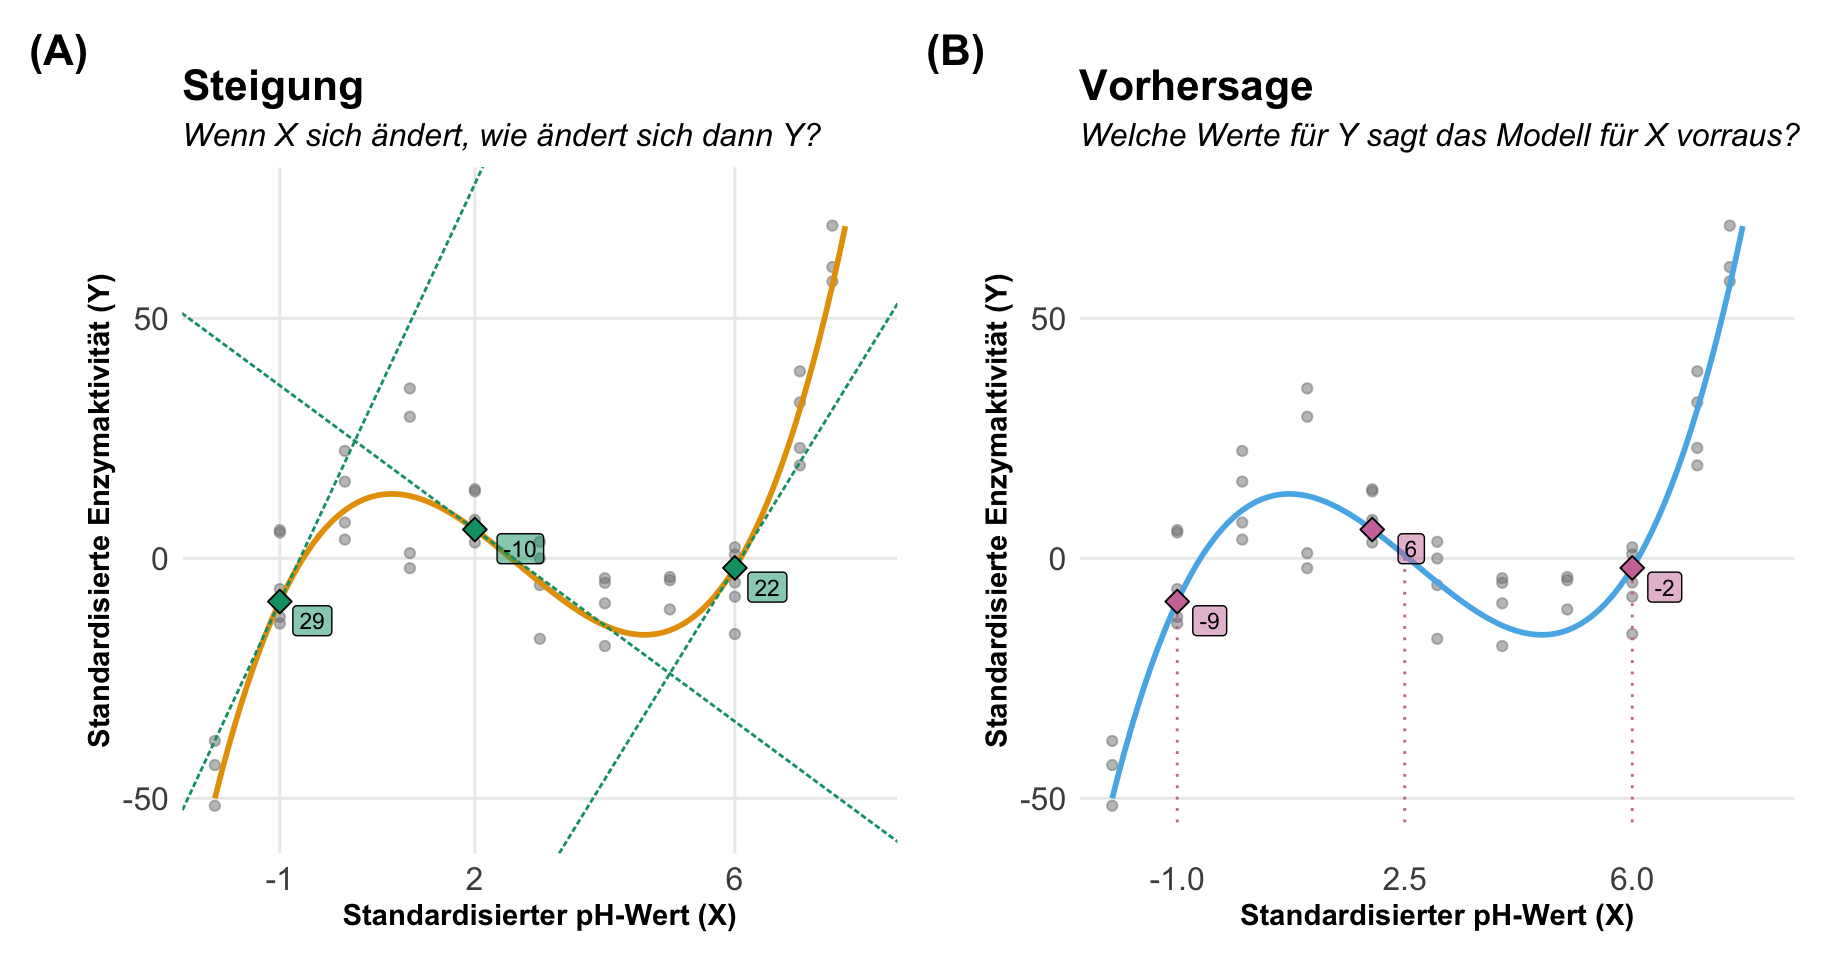 (A)
Steigung
Wenn X sich ändert, wie ändert sich dann Y?
Standardisierte Enzymaktivität (Y)
50
0
-50
29
-10
22
-1
2
6
Standardisierter pH-Wert (X)
(B)
Vorhersage
Welche Werte für Y sagt das Modell für X vorraus?
Standardisierte Enzymaktivität (Y)
50
0
-50
-9
6
-2
-1.0
2.5
6.0
Standardisierter pH-Wert (X)